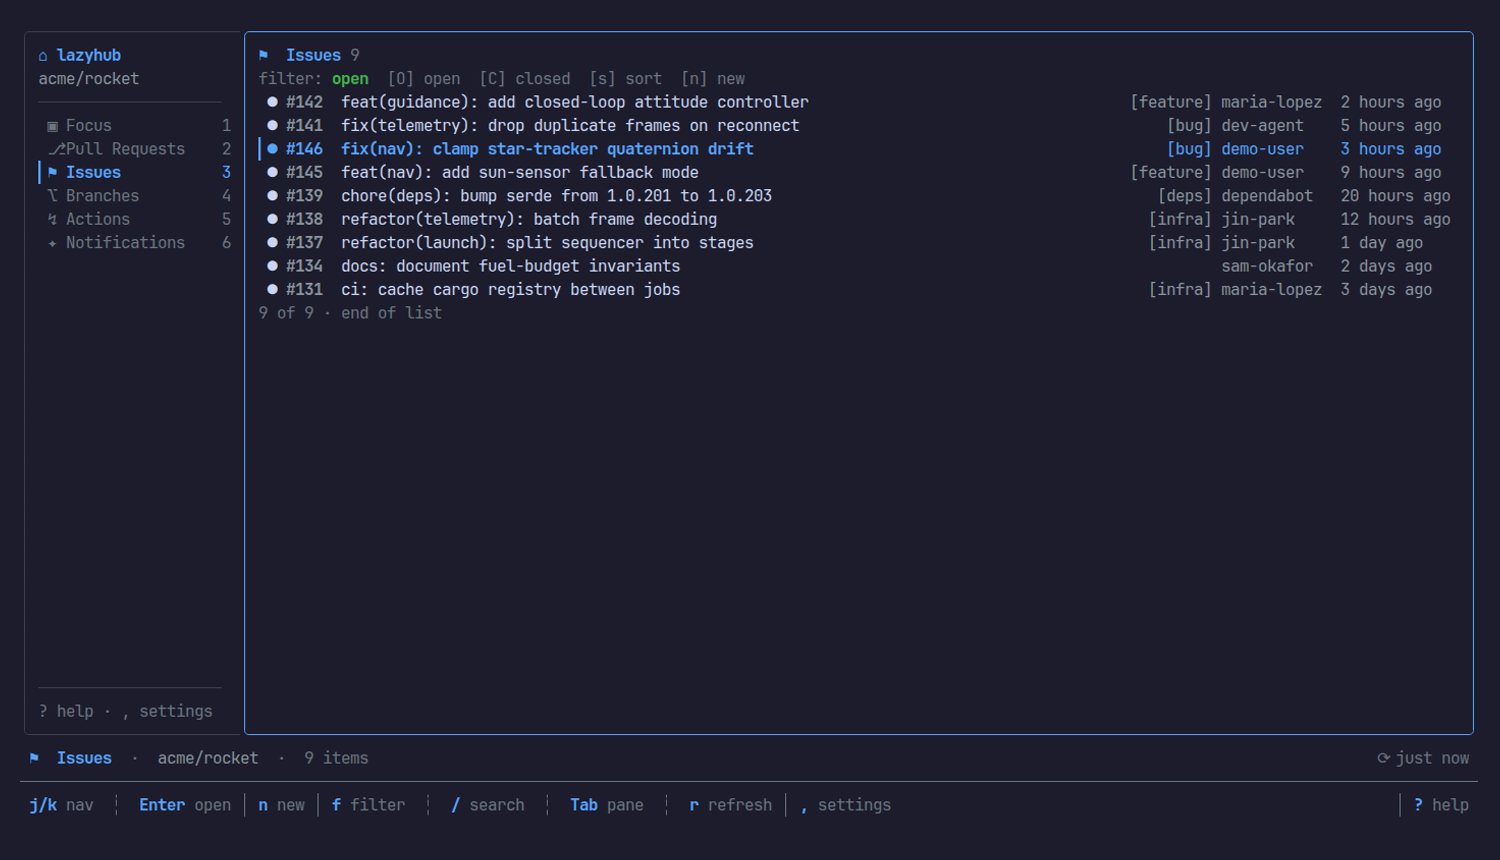 ⌂ lazyhub
acme/rocket
▣ Focus 1
⎇Pull Requests 2
⚑ Issues 3
⌥ Branches 4
↯ Actions 5
✦ Notifications 6
? help · , settings
⚑ Issues 9
filter: open [O] open [C] closed [s] sort [n] new
● #142 feat(guidance): add closed-loop attitude controller [feature] maria-lopez 2 hours ago
● #141 fix(telemetry): drop duplicate frames on reconnect [bug] dev-agent 5 hours ago
● #146 fix(nav): clamp star-tracker quaternion drift [bug] demo-user 3 hours ago
● #145 feat(nav): add sun-sensor fallback mode [feature] demo-user 9 hours ago
● #139 chore(deps): bump serde from 1.0.201 to 1.0.203 [deps] dependabot 20 hours ago
● #138 refactor(telemetry): batch frame decoding [infra] jin-park 12 hours ago
● #137 refactor(launch): split sequencer into stages [infra] jin-park 1 day ago
● #134 docs: document fuel-budget invariants sam-okafor 2 days ago
● #131 ci: cache cargo registry between jobs [infra] maria-lopez 3 days ago
9 of 9 · end of list
⚑ Issues · acme/rocket · 9 items ⟳ just now
j/k nav ¦ Enter open │ n new │ f filter ¦ / search ¦ Tab pane ¦ r refresh │ , settings │ ? help